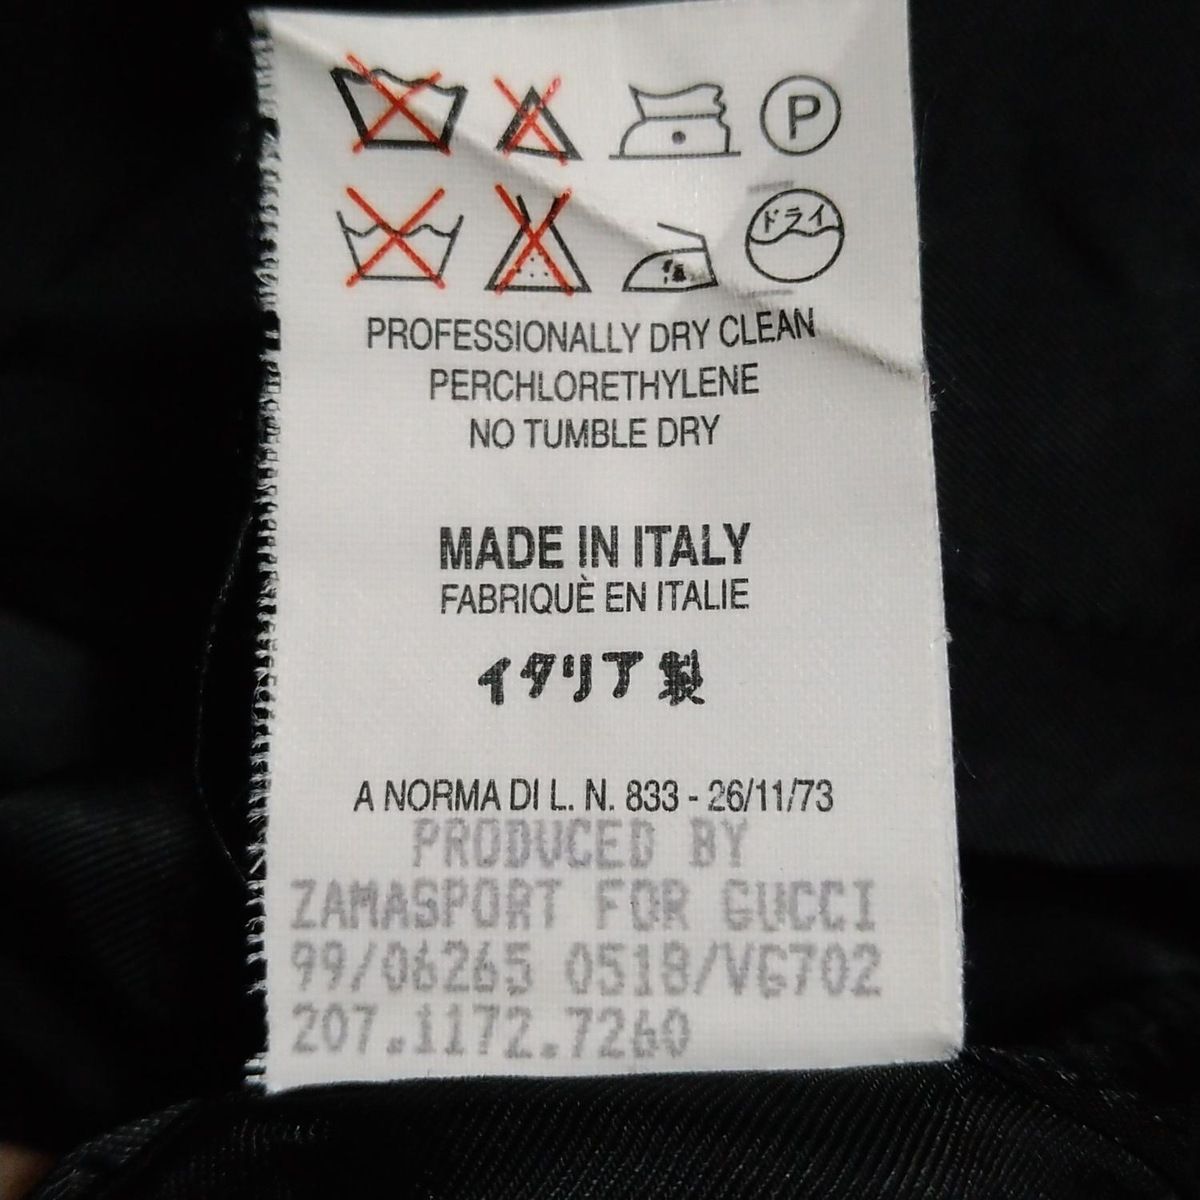 P
ドライ
PROFESSIONALLY DRY CLEAN
PERCHLORETHYLENE
NO TUMBLE DRY
MADE IN ITALY
FABRIQUÈ EN ITALIE
イタリア製
A NORMA DI L. N. 833 - 26/11/73
PRODUCED BY
ZAMASPORT FOR GUCCI
99/06265 0518/VG702
207.1172.7260